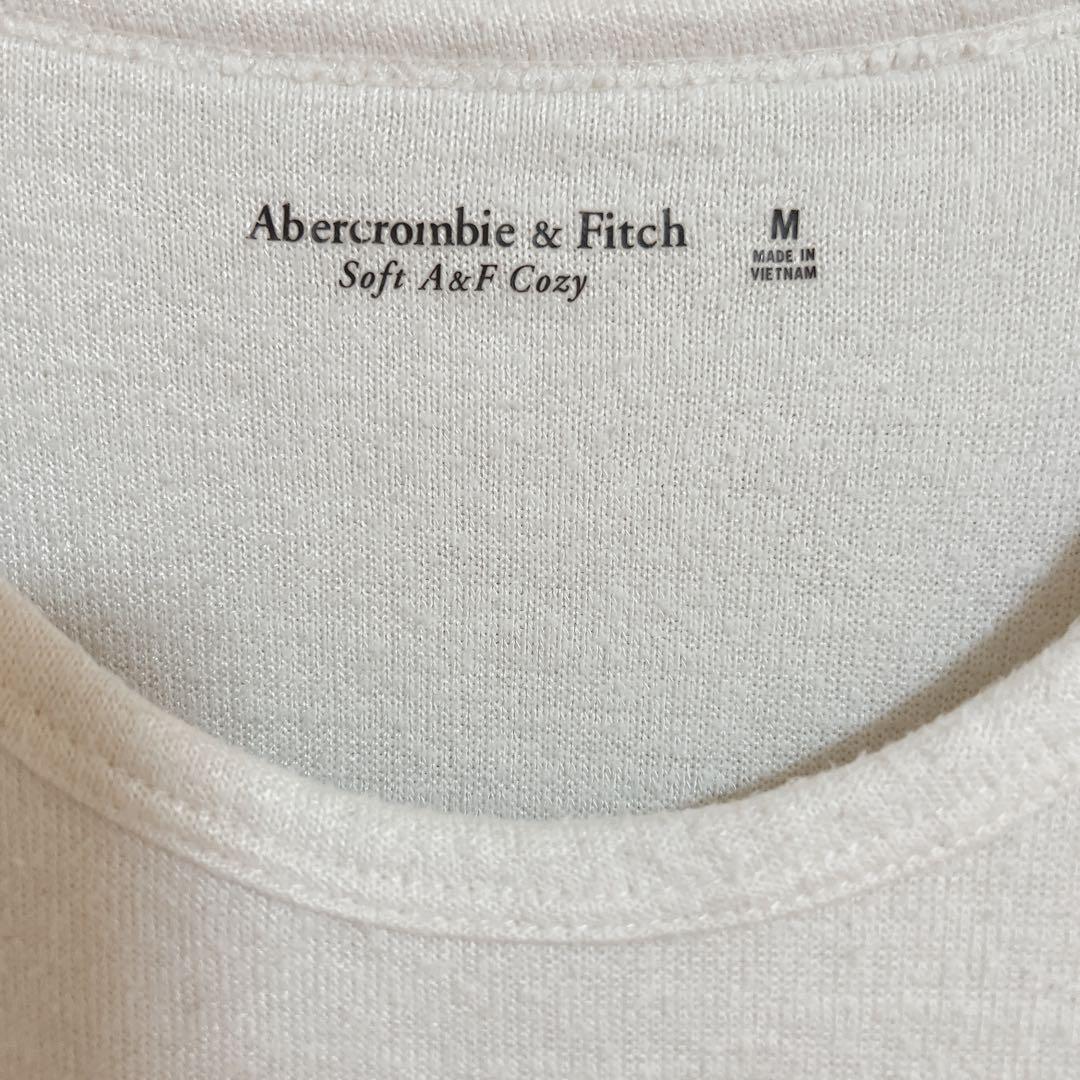 Abercrombie & Fitch
Soft A&F Cozy
M
MADE IN
VIETNAM